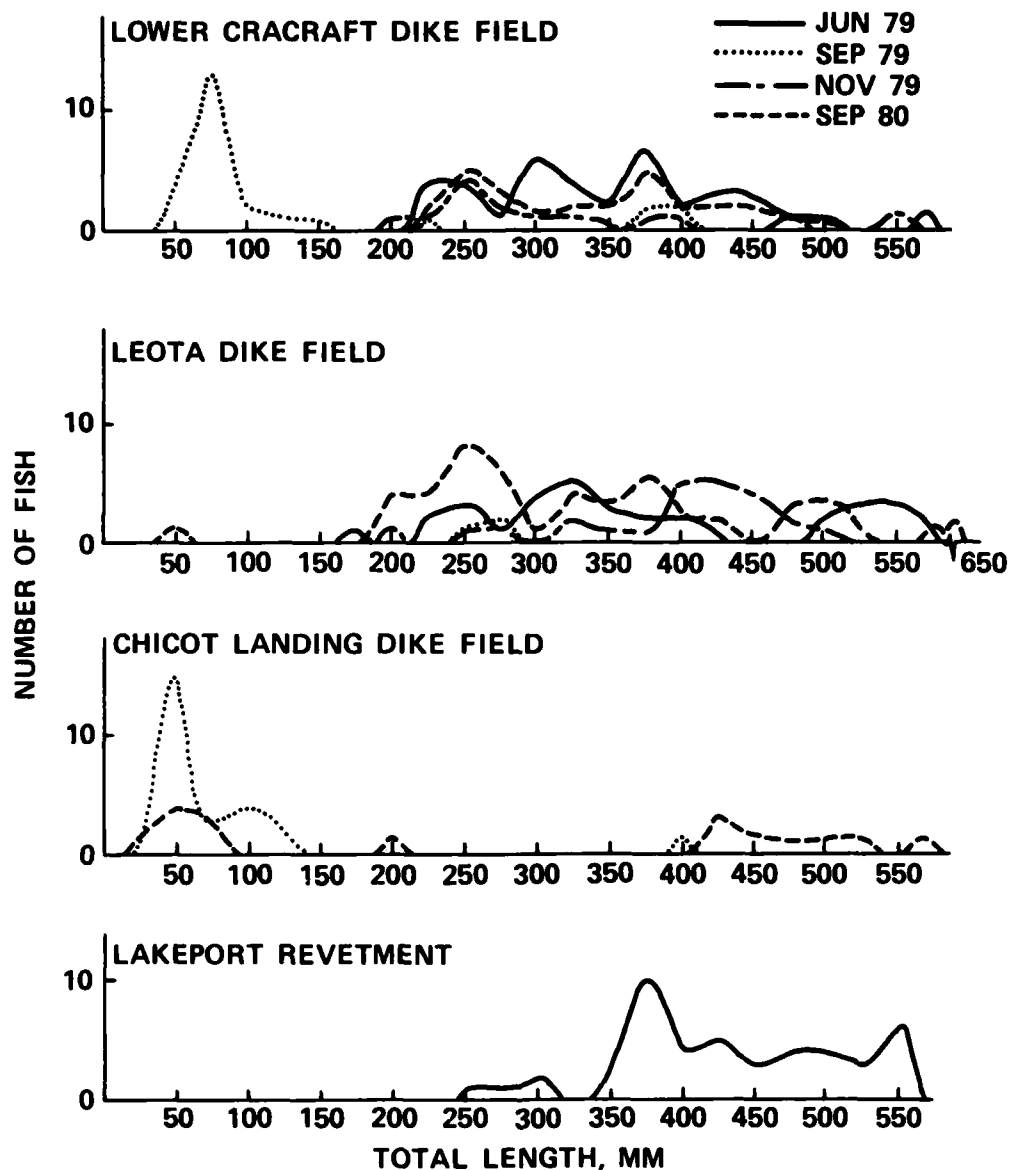 LOWER CRACRAFT DIKE FIELD
JUN 79
SEP 79
NOV 79
SEP 80
10
0
50 100 150 200 250 300 350 400 450 500 550
LEOTA DIKE FIELD
10
0
50 100 150 200 250 300 350 400 450 500 550 650
NUMBER OF FISH
CHICOT LANDING DIKE FIELD
10
0
50 100 150 200 250 300 350 400 450 500 550
LAKEPORT REVETMENT
10
0
50 100 150 200 250 300 350 400 450 500 550
TOTAL LENGTH, MM